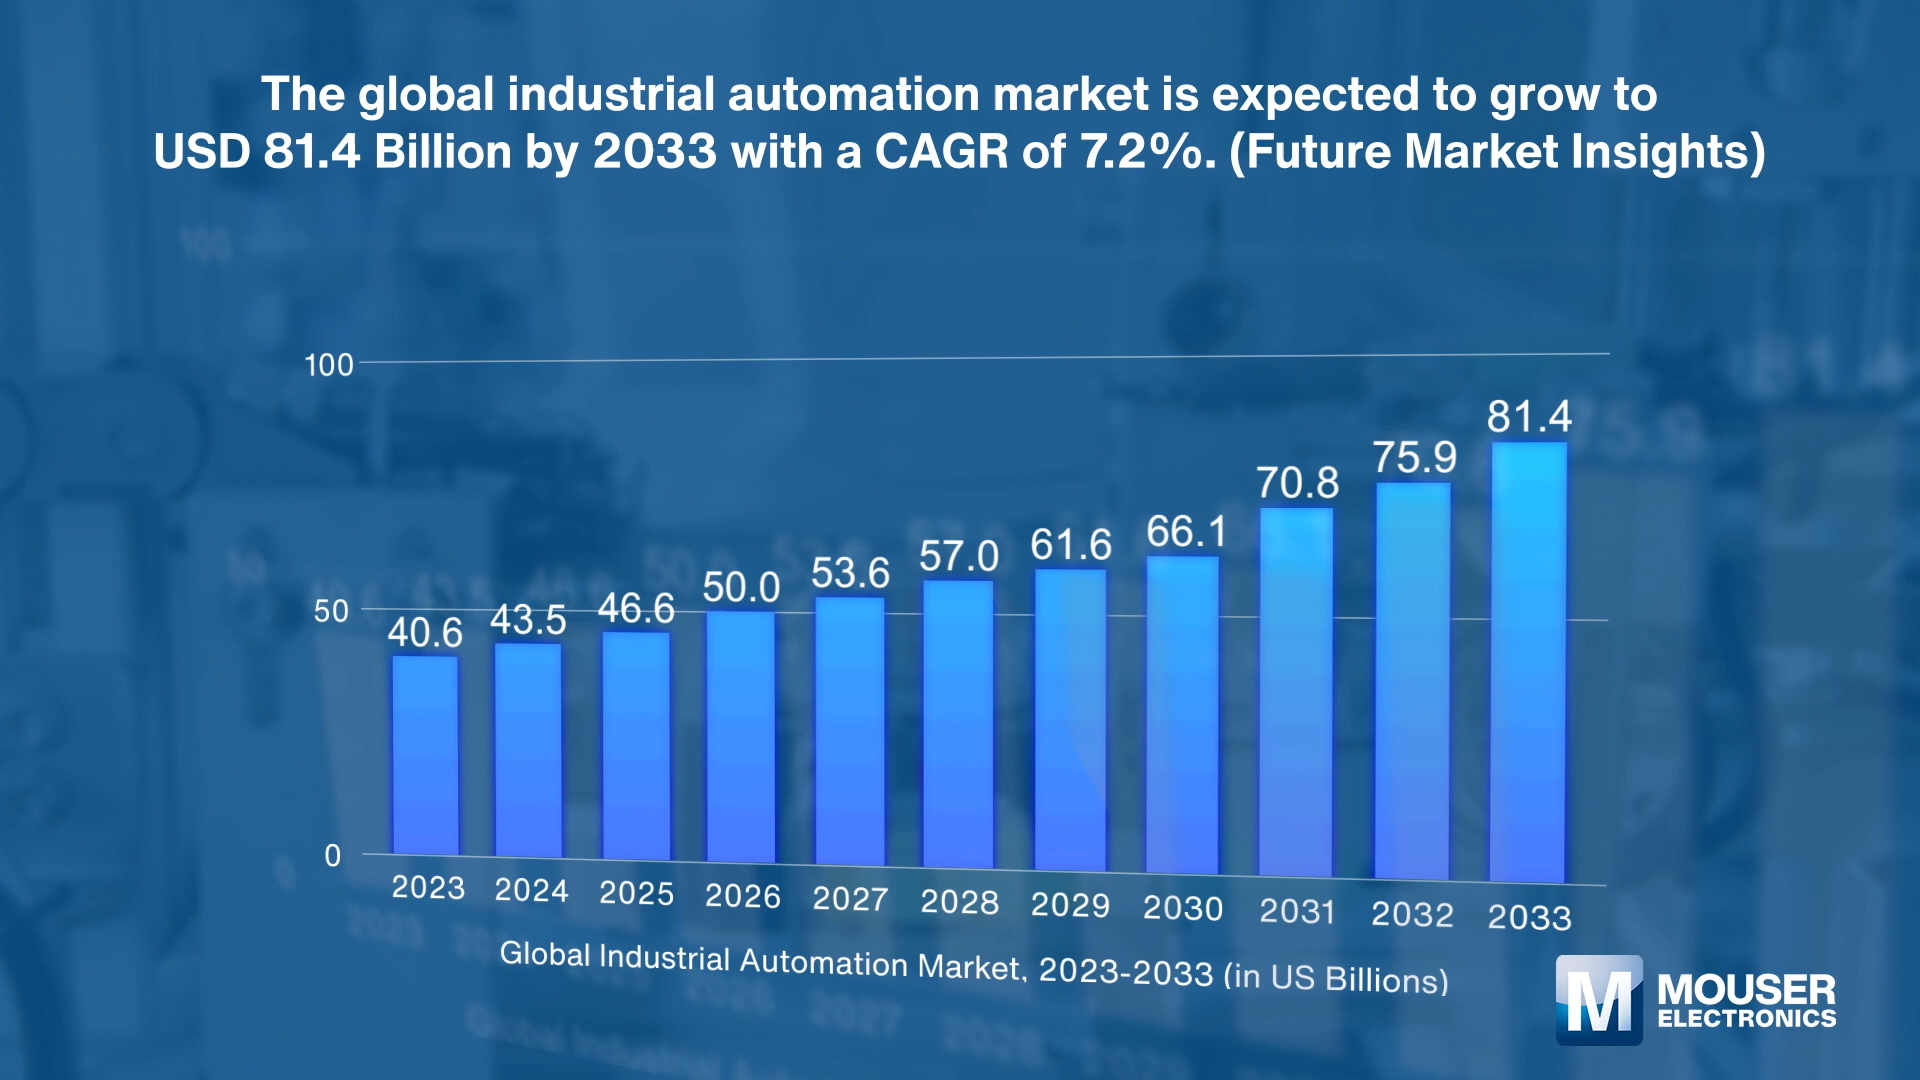 The global industrial automation market is expected to grow to
USD 81.4 Billion by 2033 with a CAGR of 7.2%. (Future Market Insights)
100
100
81.4
75.9
70.8
66.1
61.6
57.0
53.6
50.0
46.6
43.5
40.6
50
0
2023 2024 2025 2026 2027 2028 2029 2030 2031 2032 2033
Global Industrial Automation Market, 2023-2033 (in US Billions)
M MOUSER
ELECTRONICS